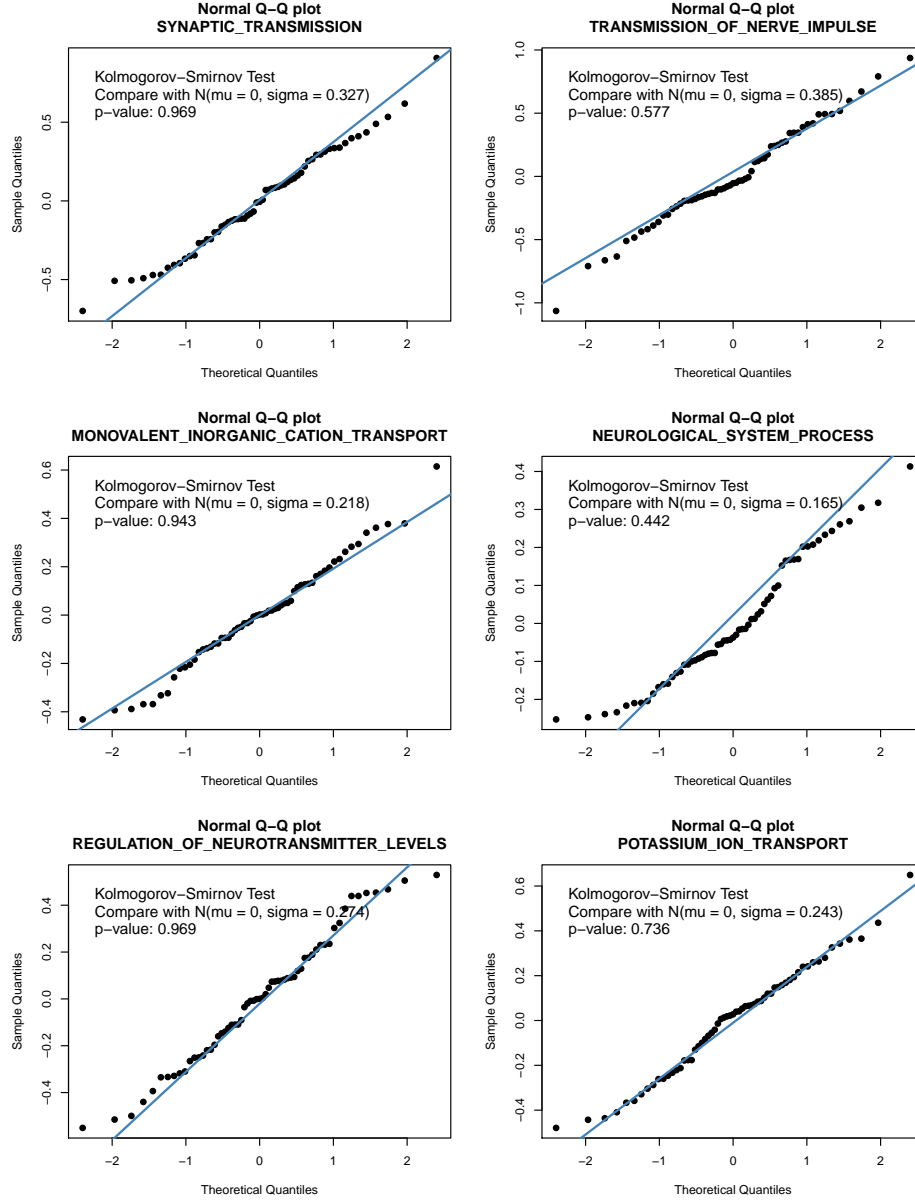 Normal Q−Q plot
SYNAPTIC_TRANSMISSION
Kolmogorov−Smirnov Test
Compare with N(mu = 0, sigma = 0.327)
p−value: 0.969
Sample Quantiles
0.5
0.0
−0.5
−2 −1 0 1 2
Theoretical Quantiles
Normal Q−Q plot
TRANSMISSION_OF_NERVE_IMPULSE
Kolmogorov−Smirnov Test
Compare with N(mu = 0, sigma = 0.385)
p−value: 0.577
Sample Quantiles
1.0
0.5
0.0
−0.5
−1.0
−2 −1 0 1 2
Theoretical Quantiles
Normal Q−Q plot
MONOVALENT_INORGANIC_CATION_TRANSPORT
Kolmogorov−Smirnov Test
Compare with N(mu = 0, sigma = 0.218)
p−value: 0.943
Sample Quantiles
0.6
0.4
0.2
0.0
−0.2
−0.4
−2 −1 0 1 2
Theoretical Quantiles
Normal Q−Q plot
NEUROLOGICAL_SYSTEM_PROCESS
Kolmogorov−Smirnov Test
Compare with N(mu = 0, sigma = 0.165)
p−value: 0.442
Sample Quantiles
0.4
0.3
0.2
0.1
0.0
−0.1
−0.2
−2 −1 0 1 2
Theoretical Quantiles
Normal Q−Q plot
REGULATION_OF_NEUROTRANSMITTER_LEVELS
Kolmogorov−Smirnov Test
Compare with N(mu = 0, sigma = 0.274)
p−value: 0.969
Sample Quantiles
0.4
0.2
0.0
−0.2
−0.4
−2 −1 0 1 2
Theoretical Quantiles
Normal Q−Q plot
POTASSIUM_ION_TRANSPORT
Kolmogorov−Smirnov Test
Compare with N(mu = 0, sigma = 0.243)
p−value: 0.736
Sample Quantiles
0.6
0.4
0.2
0.0
−0.2
−0.4
−2 −1 0 1 2
Theoretical Quantiles